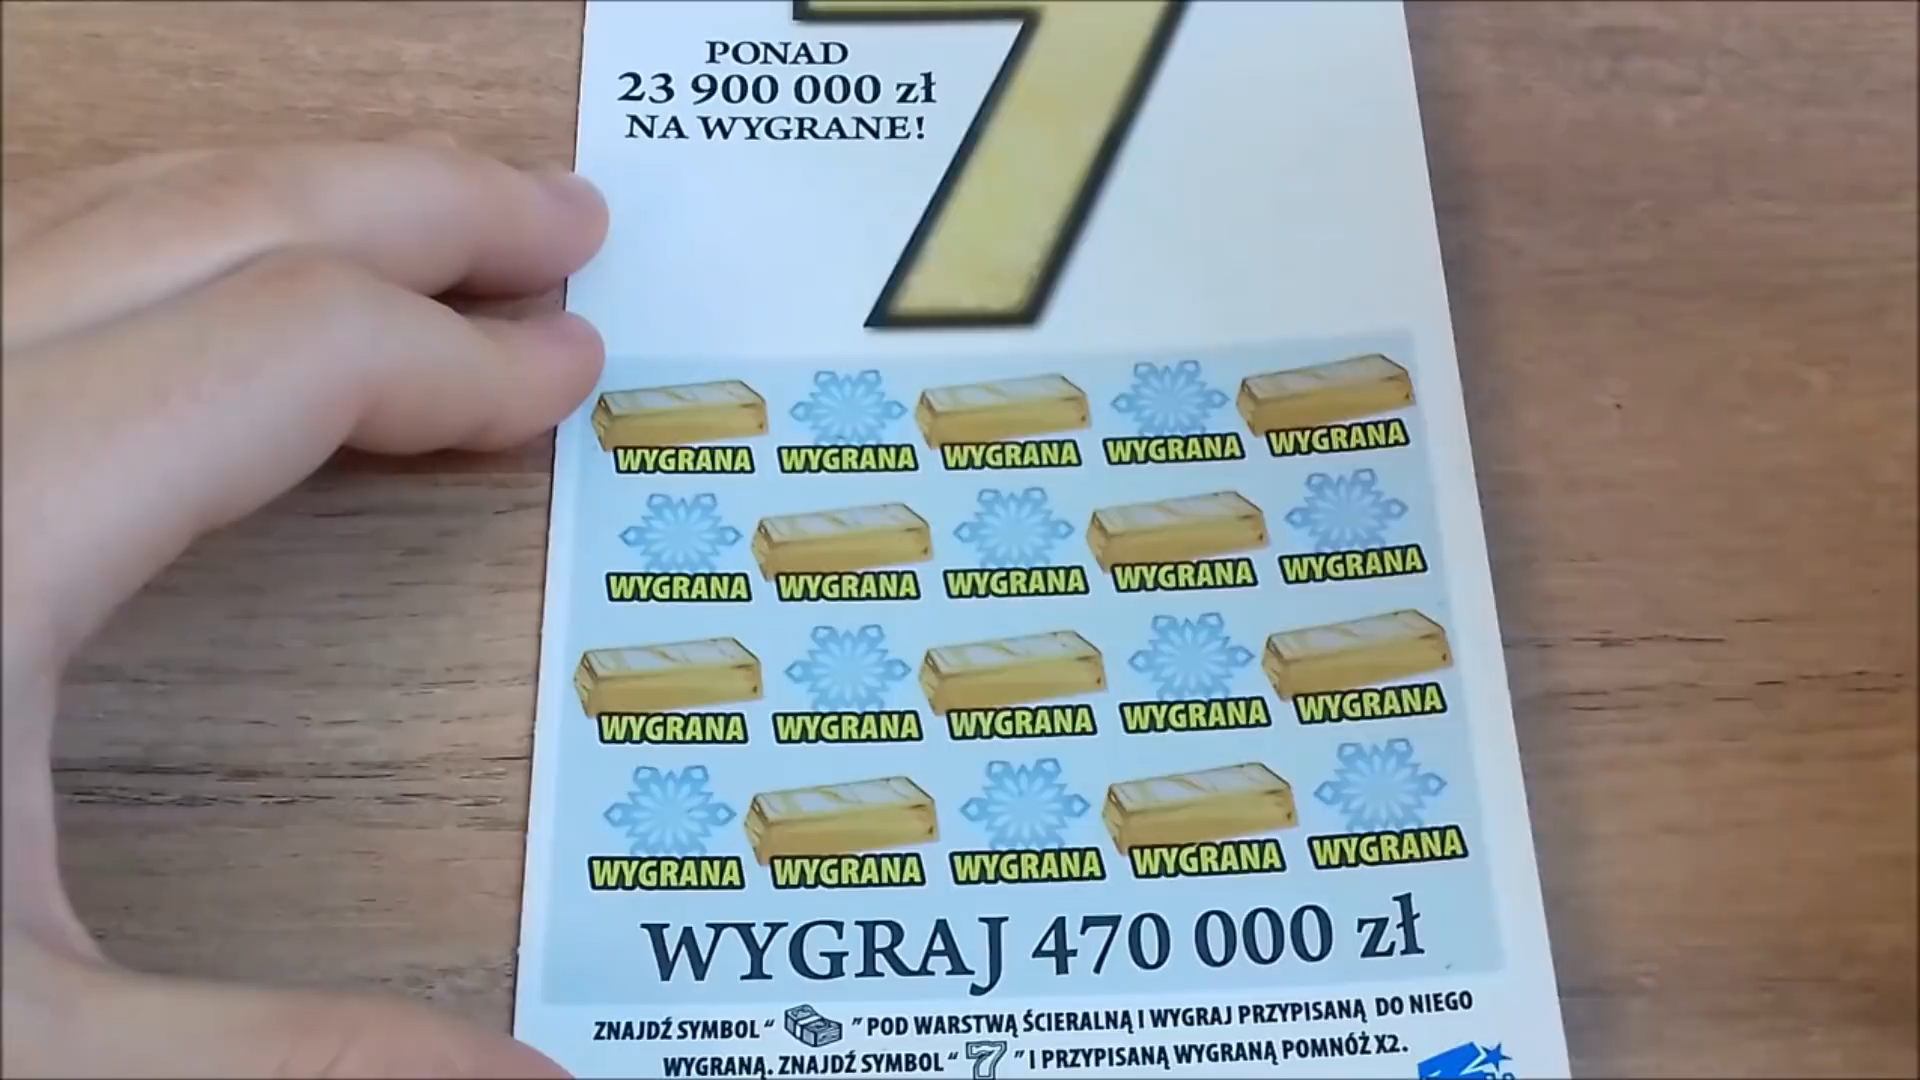 7
PONAD
23 900 000 zł
NA WYGRANE!
WYGRANA WYGRANA WYGRANA WYGRANA WYGRANA
WYGRANA WYGRANA WYGRANA WYGRANA WYGRANA
WYGRANA WYGRANA WYGRANA WYGRANA WYGRANA
WYGRANA WYGRANA WYGRANA WYGRANA WYGRANA
WYGRAJ 470 000 zł
ZNAJDŹ SYMBOL “ ” POD WARSTWĄ ŚCIERALNĄ I WYGRAJ PRZYPISANĄ DO NIEGO
WYGRANĄ. ZNAJDŹ SYMBOL “ 7 ” I PRZYPISANĄ WYGRANĄ POMNÓŻ X2.